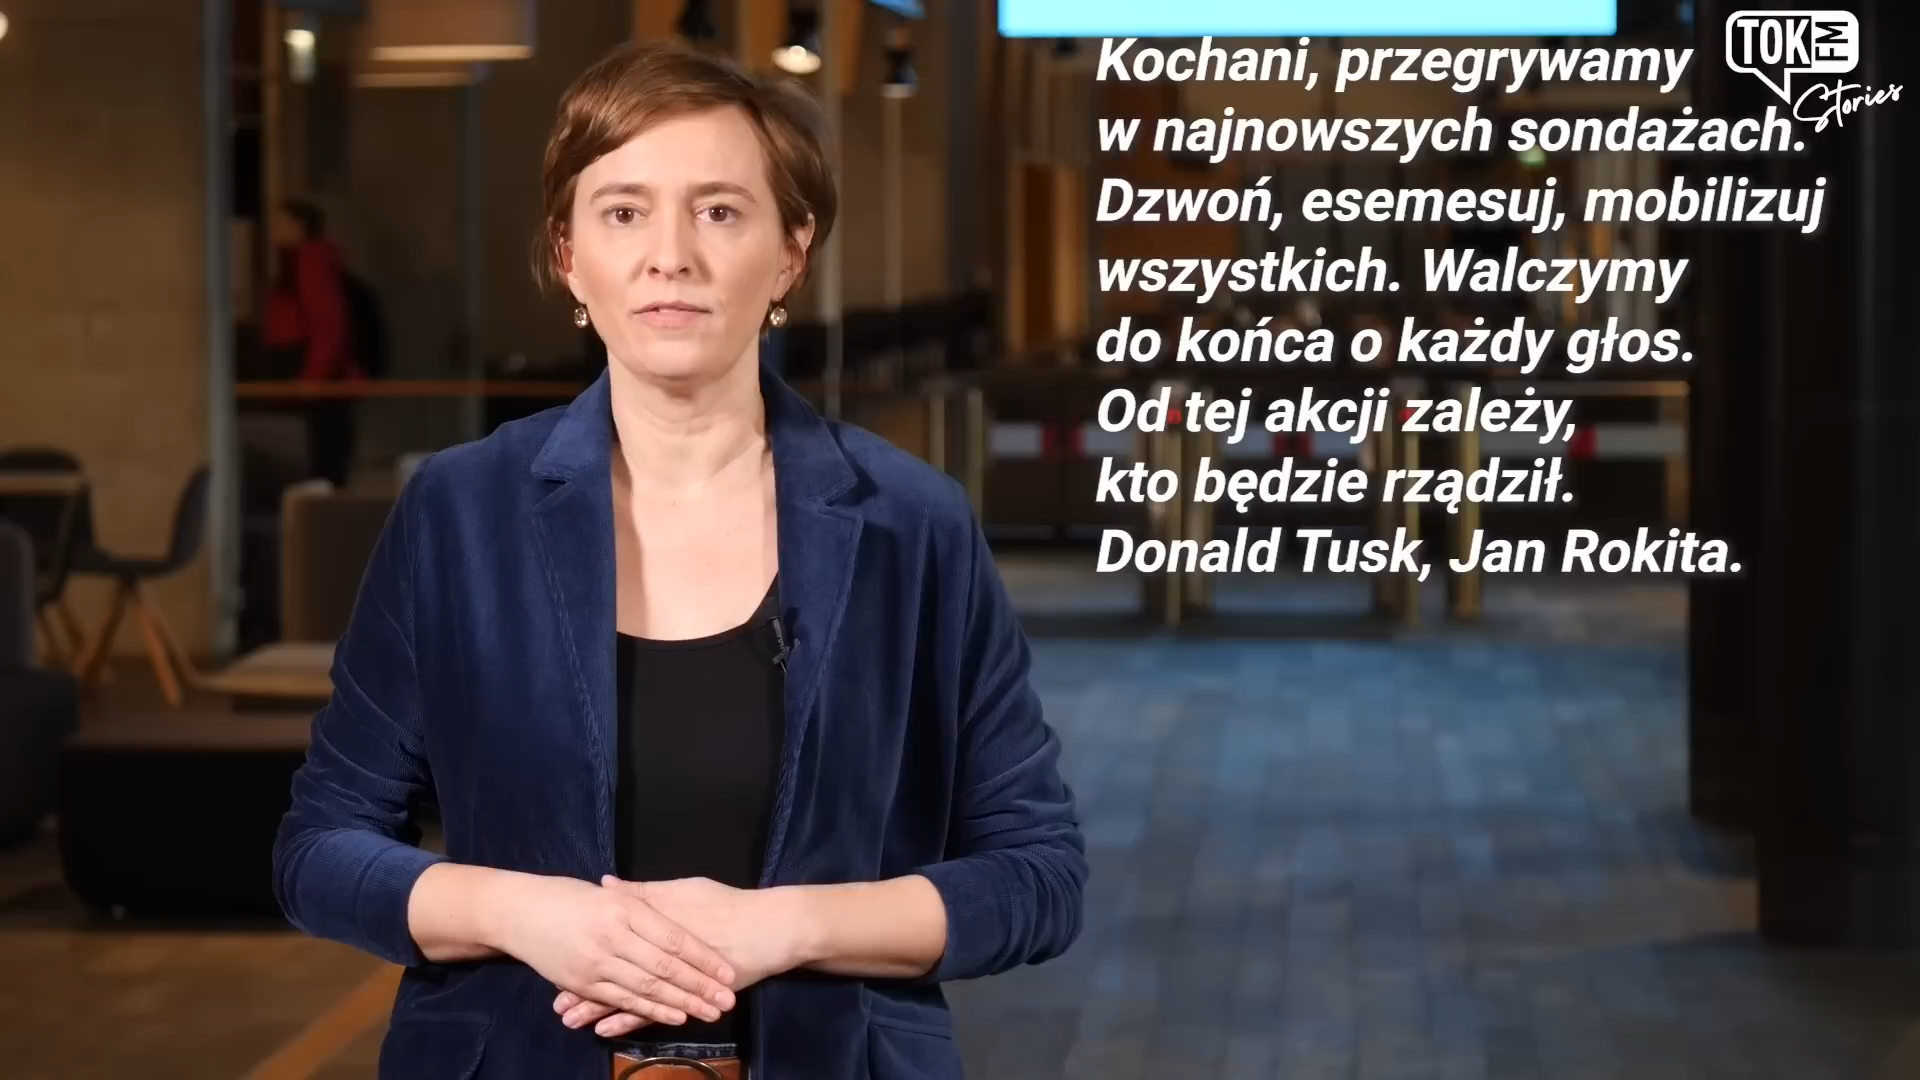 TOK FM
Stories
Kochani, przegrywamy
w najnowszych sondażach.
Dzwoń, esemesuj, mobilizuj
wszystkich. Walczymy
do końca o każdy głos.
Od tej akcji zależy,
kto będzie rządził.
Donald Tusk, Jan Rokita.